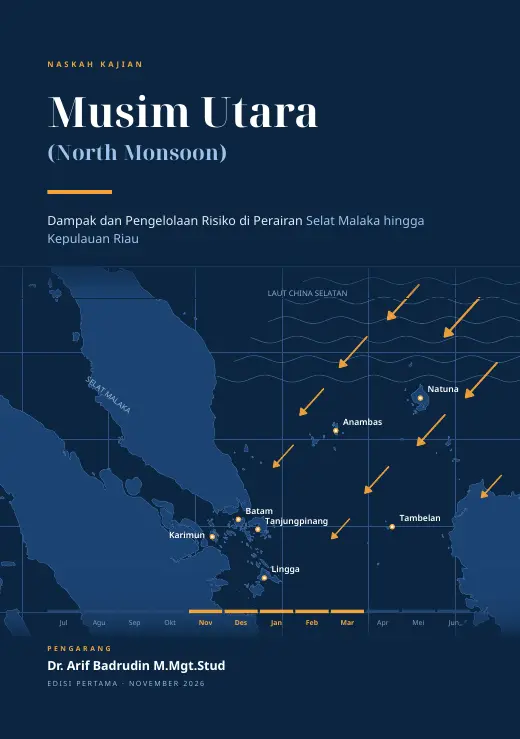 NASKAH KAJIAN
Musim Utara
(North Monsoon)
Dampak dan Pengelolaan Risiko di Perairan Selat Malaka hingga
Kepulauan Riau
LAUT CHINA SELATAN
SELAT MALAKA
Natuna
Anambas
Batam
Tanjungpinang
Karimun
Tambelan
Lingga
Jul Agu Sep Okt Nov Des Jan Feb Mar Apr Mei Jun
PENGARANG
Dr. Arif Badrudin M.Mgt.Stud
EDISI PERTAMA · NOVEMBER 2026